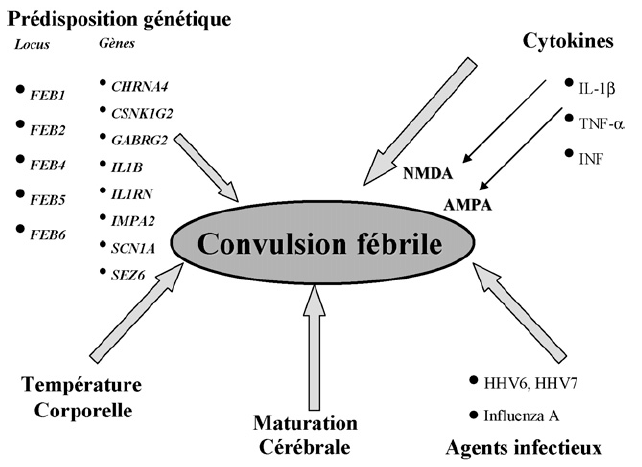 Prédisposition génétique
Locus
FEB1
FEB2
FEB4
FEB5
FEB6
Gènes
CHRNA4
CSNK1G2
GABRG2
IL1B
IL1RN
IMPA2
SCN1A
SEZ6
Cytokines
IL-1β
TNF-α
INF
NMDA
AMPA
Convulsion fébrile
Température
Corporelle
Maturation
Cérébrale
HHV6, HHV7
Influenza A
Agents infectieux